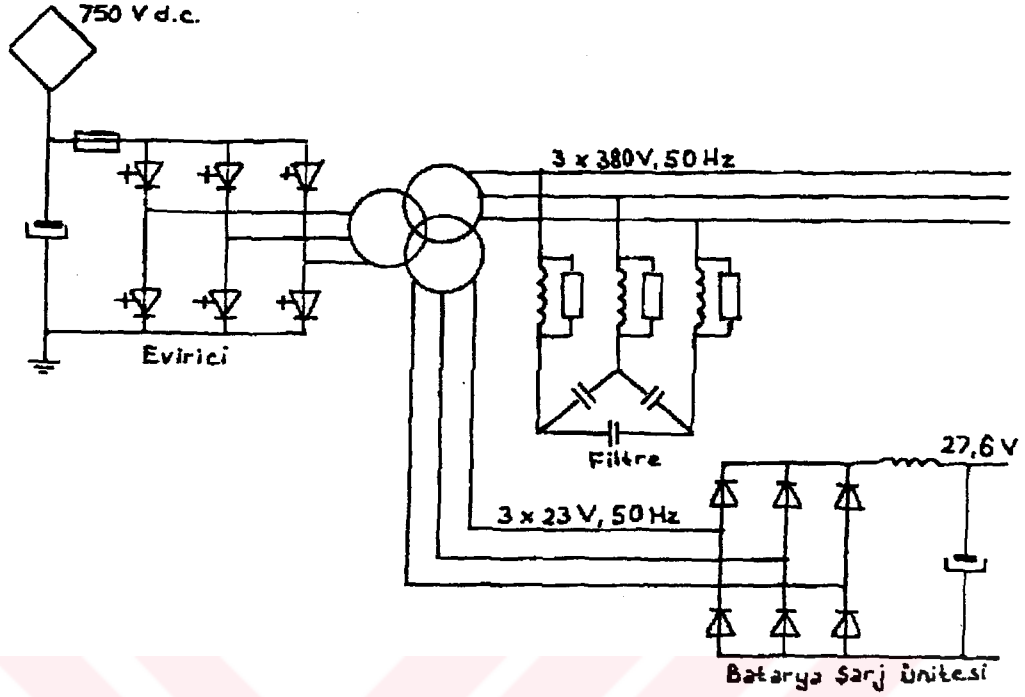 750 V d.c.
3 x 380V, 50 Hz
Evirici
Filtre
27,6 V
3 x 23 V, 50 Hz
Batarya Şarj Ünitesi